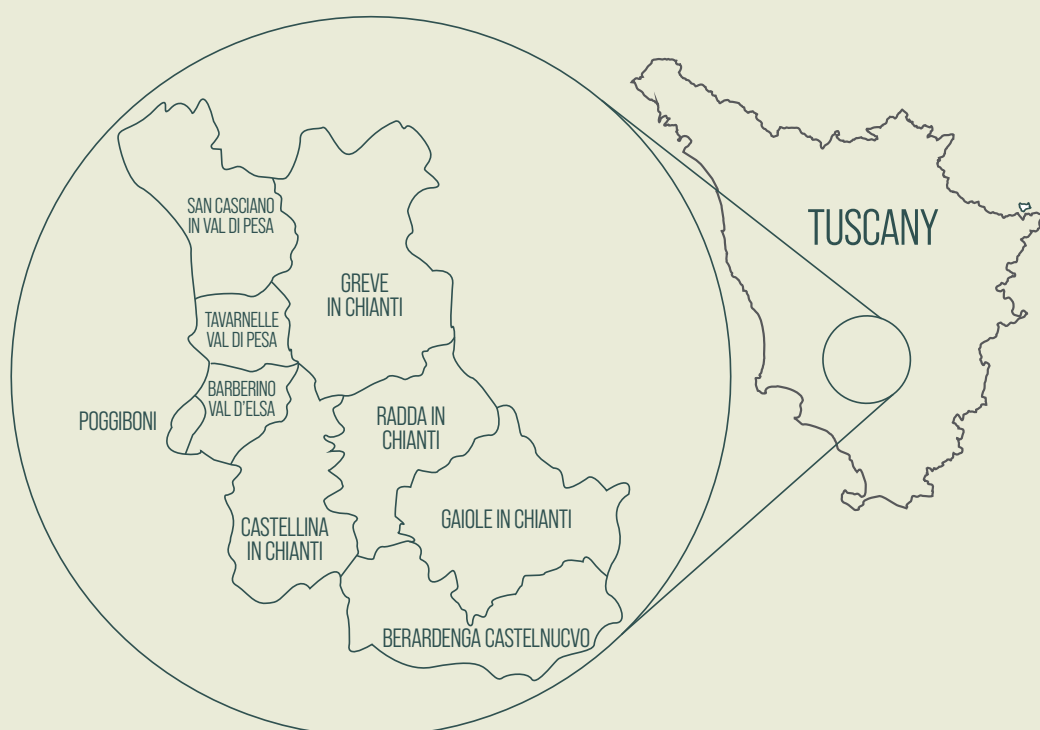 SAN CASCIANO
IN VAL DI PESA
TUSCANY
GREVE
IN CHIANTI
TAVARNELLE
VAL DI PESA
BARBERINO
VAL D'ELSA
POGGIBONI
RADDA IN
CHIANTI
GAIOLE IN CHIANTI
CASTELLINA
IN CHIANTI
BERARDENGA CASTELNUCVO